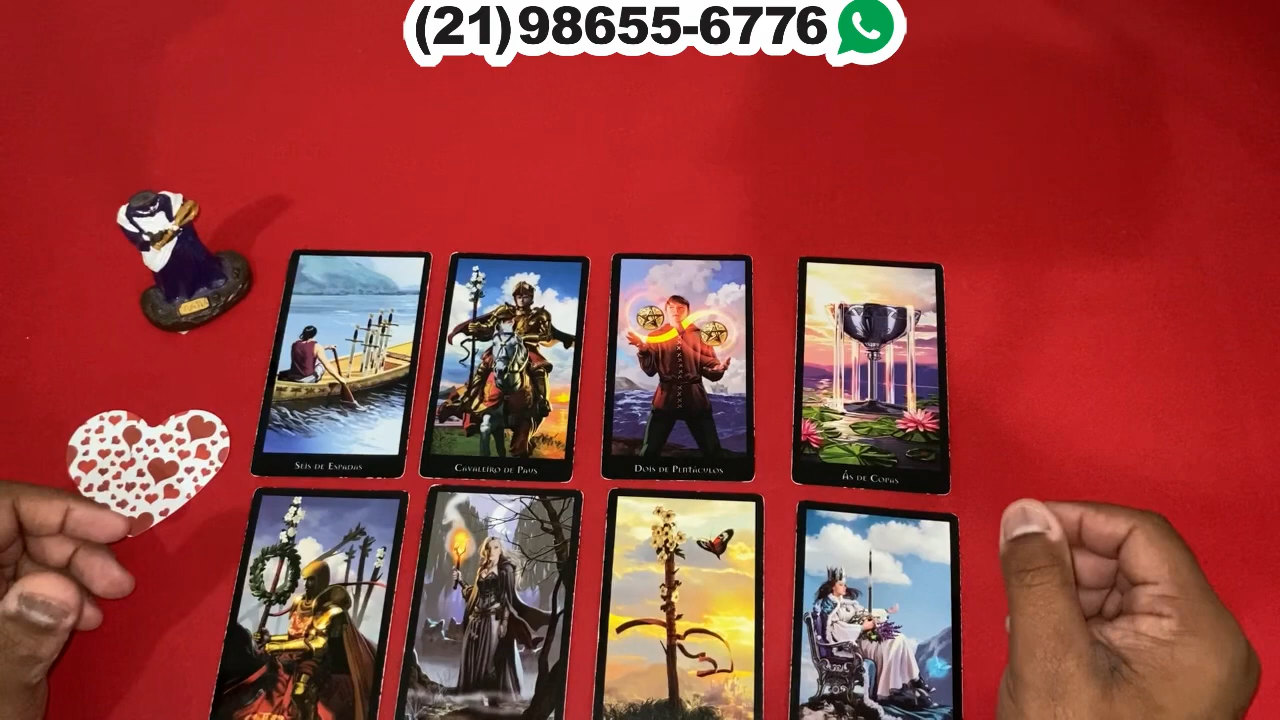 (21)98655-6776
SEIS DE ESPADAS
CAVALEIRO DE PAUS
DOIS DE PENTÁCULOS
ÁS DE COPAS